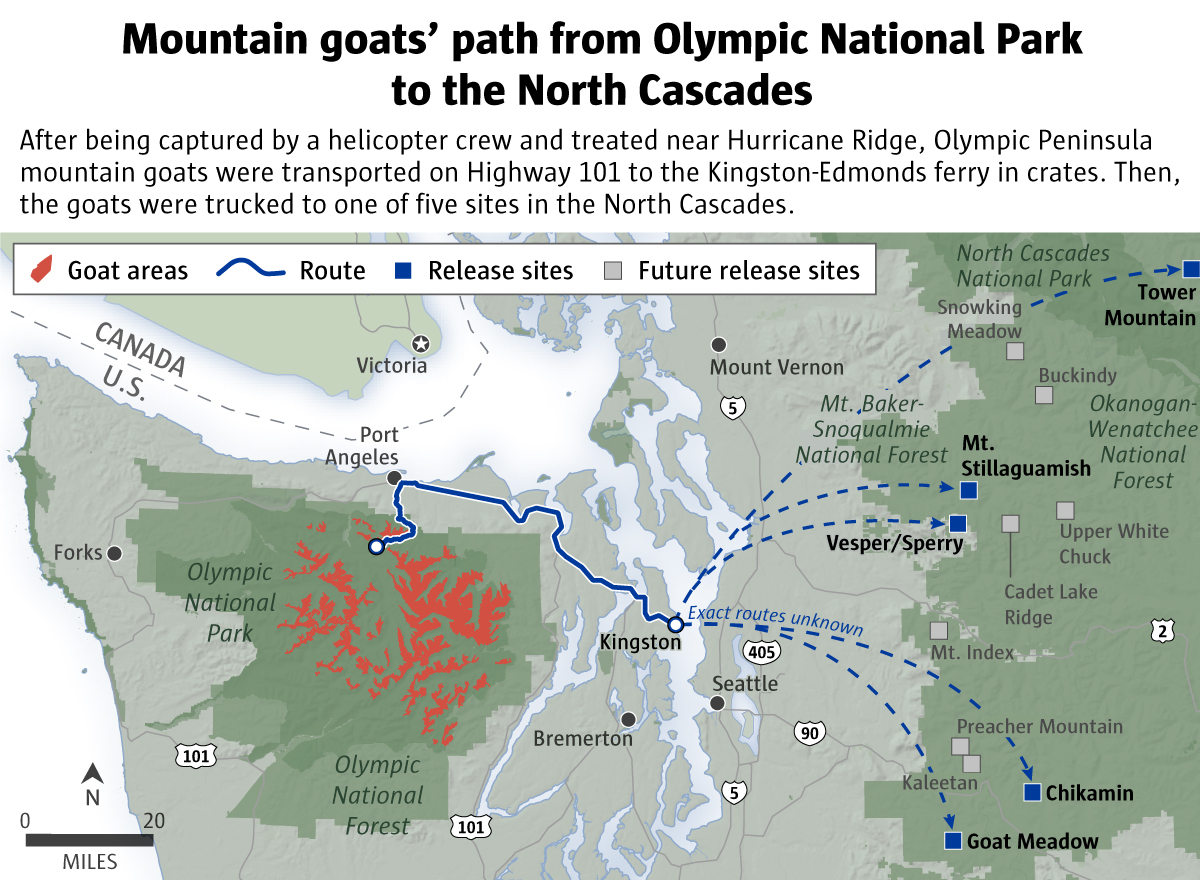 Mountain goats’ path from Olympic National Park
to the North Cascades
After being captured by a helicopter crew and treated near Hurricane Ridge, Olympic Peninsula
mountain goats were transported on Highway 101 to the Kingston-Edmonds ferry in crates. Then,
the goats were trucked to one of five sites in the North Cascades.
Goat areas
Route
Release sites
Future release sites
North Cascades
National Park
Tower
Mountain
Snowking
Meadow
CANADA
U.S.
Victoria
Mount Vernon
5
Buckindy
Mt. Baker-
Snoqualmie
National Forest
Okanogan-
Wenatchee
National
Forest
Port
Angeles
Mt.
Stillaguamish
Vesper/Sperry
Upper White
Chuck
Forks
Olympic
National
Park
Cadet Lake
Ridge
Exact routes unknown
Kingston
405
Mt. Index
2
Seattle
Bremerton
90
Preacher Mountain
101
Olympic
National
Forest
Kaleetan
5
Chikamin
N
0
20
MILES
101
Goat Meadow